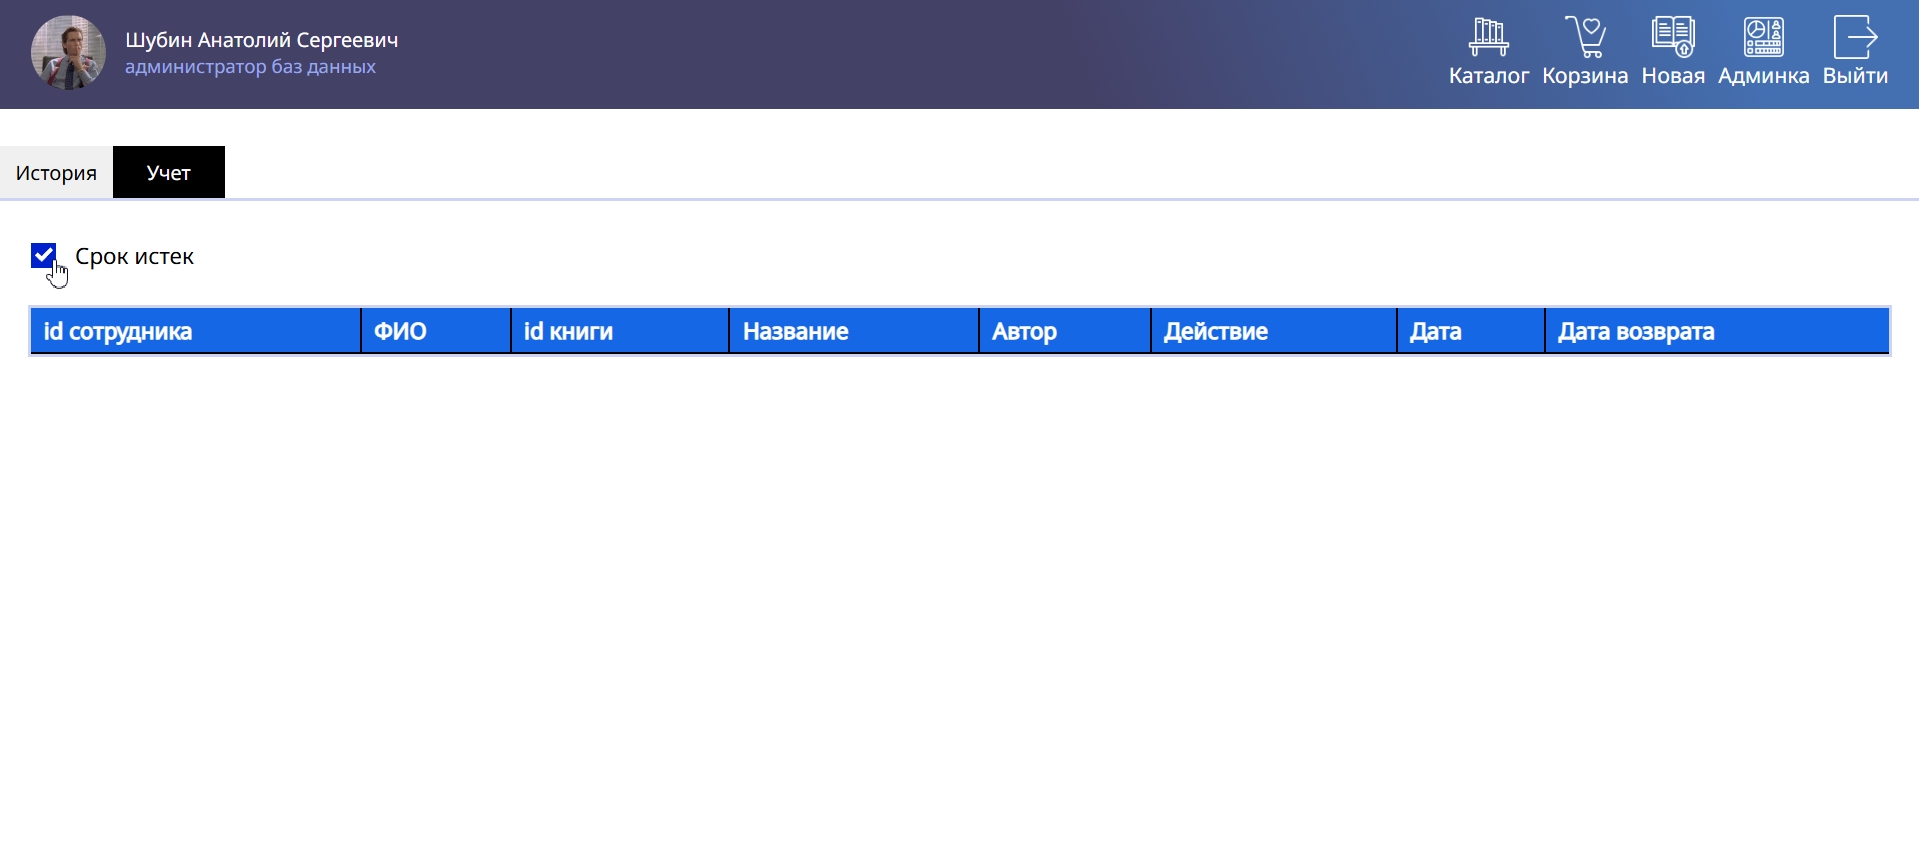 Шубин Анатолий Сергеевич
администратор баз данных
Каталог Корзина Новая Админка Выйти
История Учет
Срок истек
id сотрудника ФИО id книги Название Автор Действие Дата Дата возврата